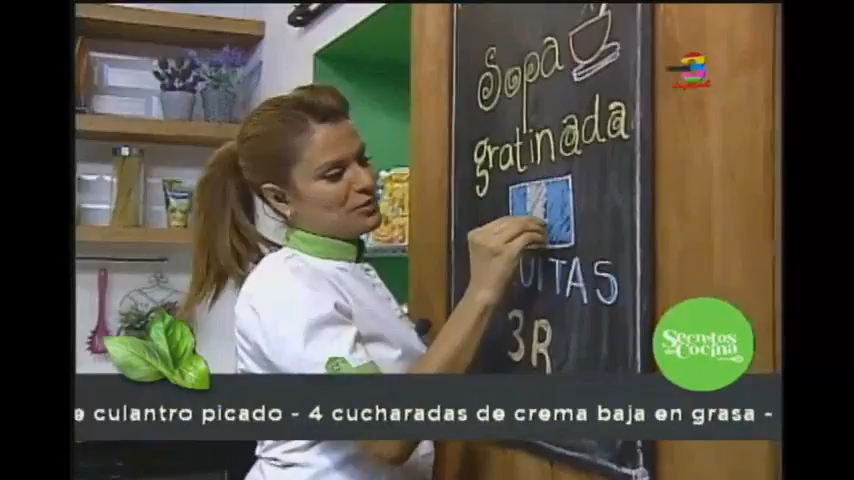 Sopa
gratinada
UITAS
3R
Secretos
de Cocina
e culantro picado - 4 cucharadas de crema baja en grasa -